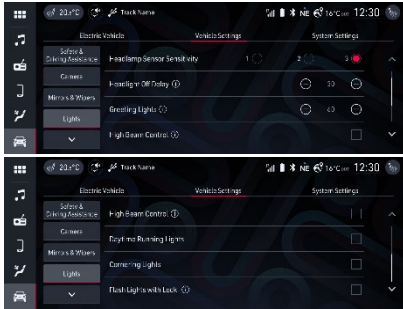 20.5°C Track Name NE 16°C 12:30
Electric Vehicle Vehicle Settings System Settings
Safety &
Driving Assistance
Headlamp Sensor Sensitivity 1 2 3
Camera
Headlight Off Delay 30
Mirrors & Wipers
Greeting Lights 60
Lights
High Beam Control
20.5°C Track Name NE 16°C 12:30
Electric Vehicle Vehicle Settings System Settings
Safety &
Driving Assistance
High Beam Control
Camera
Daytime Running Lights
Mirrors & Wipers
Cornering Lights
Lights
Flash Lights with Lock